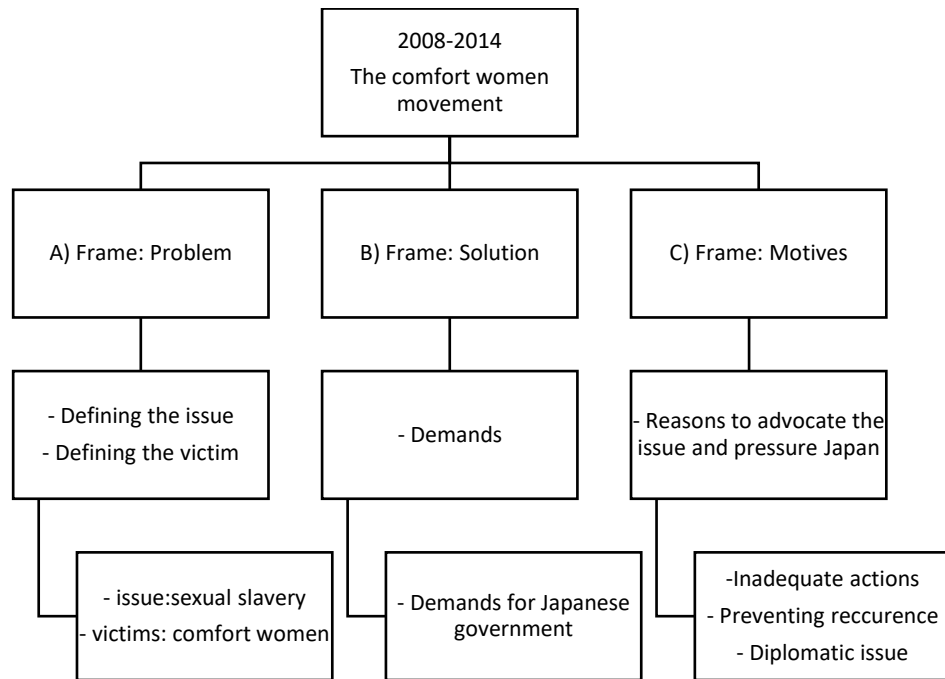 2008-2014
The comfort women
movement
A) Frame: Problem
B) Frame: Solution
C) Frame: Motives
- Defining the issue
- Defining the victim
- Demands
- Reasons to advocate the
issue and pressure Japan
- issue:sexual slavery
- victims: comfort women
- Demands for Japanese
government
-Inadequate actions
- Preventing reccurence
- Diplomatic issue